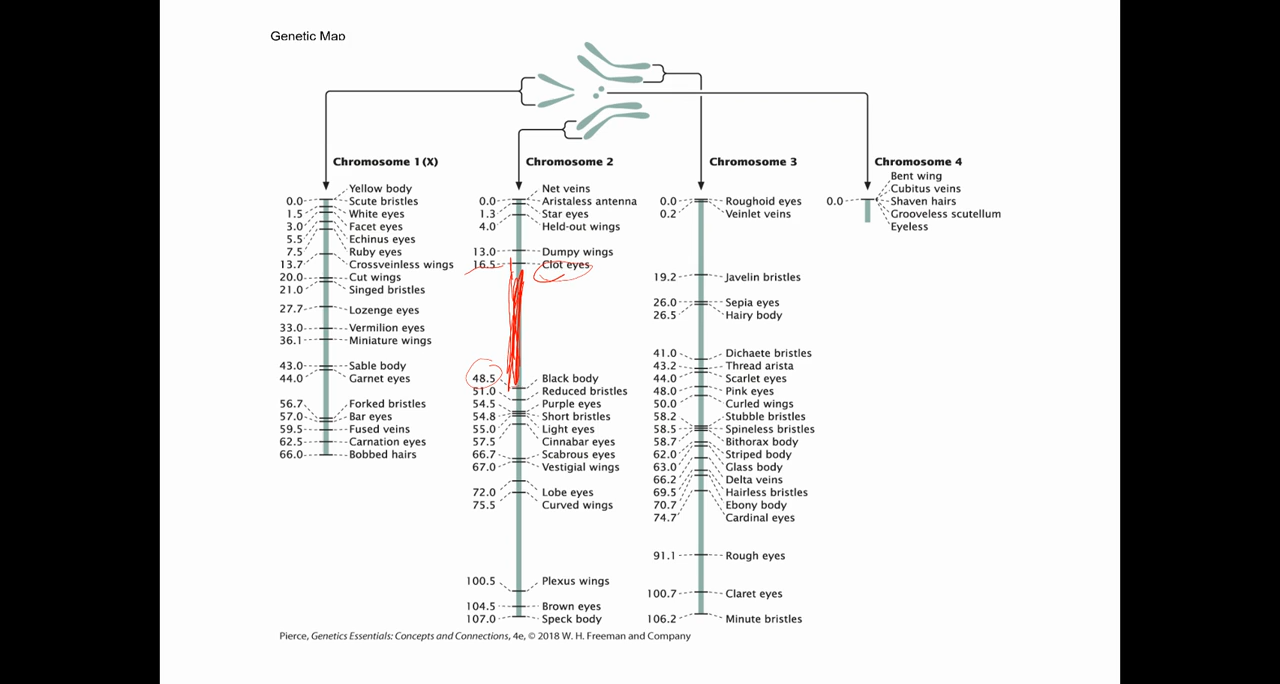 Genetic Map
Chromosome 1 (X)
Yellow body
0.0 Scute bristles
1.5 White eyes
3.0 Facet eyes
5.5 Echinus eyes
7.5 Ruby eyes
13.7 Crossveinless wings
20.0 Cut wings
21.0 Singed bristles
27.7 Lozenge eyes
33.0 Vermilion eyes
36.1 Miniature wings
43.0 Sable body
44.0 Garnet eyes
56.7 Forked bristles
57.0 Bar eyes
59.5 Fused veins
62.5 Carnation eyes
66.0 Bobbed hairs
Chromosome 2
Net veins
0.0 Aristaless antenna
1.3 Star eyes
4.0 Held-out wings
13.0 Dumpy wings
16.5 Clot eyes
48.5 Black body
51.0 Reduced bristles
54.5 Purple eyes
54.8 Short bristles
55.0 Light eyes
57.5 Cinnabar eyes
66.7 Scabrous eyes
67.0 Vestigial wings
72.0 Lobe eyes
75.5 Curved wings
100.5 Plexus wings
104.5 Brown eyes
107.0 Speck body
Chromosome 3
0.0 Roughoid eyes
0.2 Veinlet veins
19.2 Javelin bristles
26.0 Sepia eyes
26.5 Hairy body
41.0 Dichaete bristles
43.2 Thread arista
44.0 Scarlet eyes
48.0 Pink eyes
50.0 Curled wings
58.2 Stubble bristles
58.5 Spineless bristles
58.7 Bithorax body
62.0 Striped body
63.0 Glass body
66.2 Delta veins
69.5 Hairless bristles
70.7 Ebony body
74.7 Cardinal eyes
91.1 Rough eyes
100.7 Claret eyes
106.2 Minute bristles
Chromosome 4
Bent wing
Cubitus veins
0.0 Shaven hairs
Grooveless scutellum
Eyeless
Pierce, Genetics Essentials: Concepts and Connections, 4e, © 2018 W. H. Freeman and Company